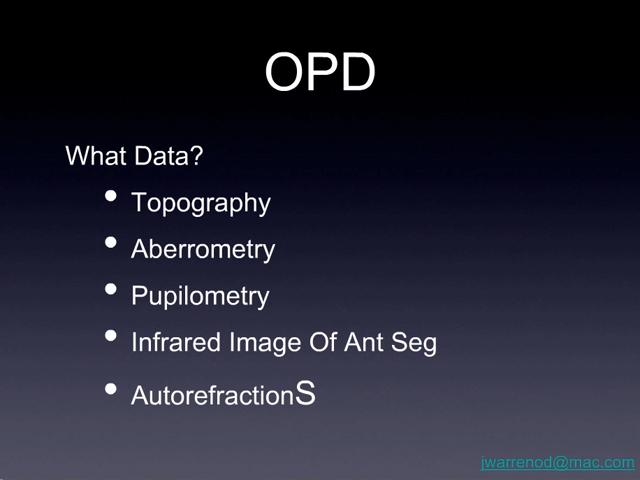 OPD
What Data?
• Topography
• Aberrometry
• Pupilometry
• Infrared Image Of Ant Seg
• AutorefractionS
jwarrenod@mac.com